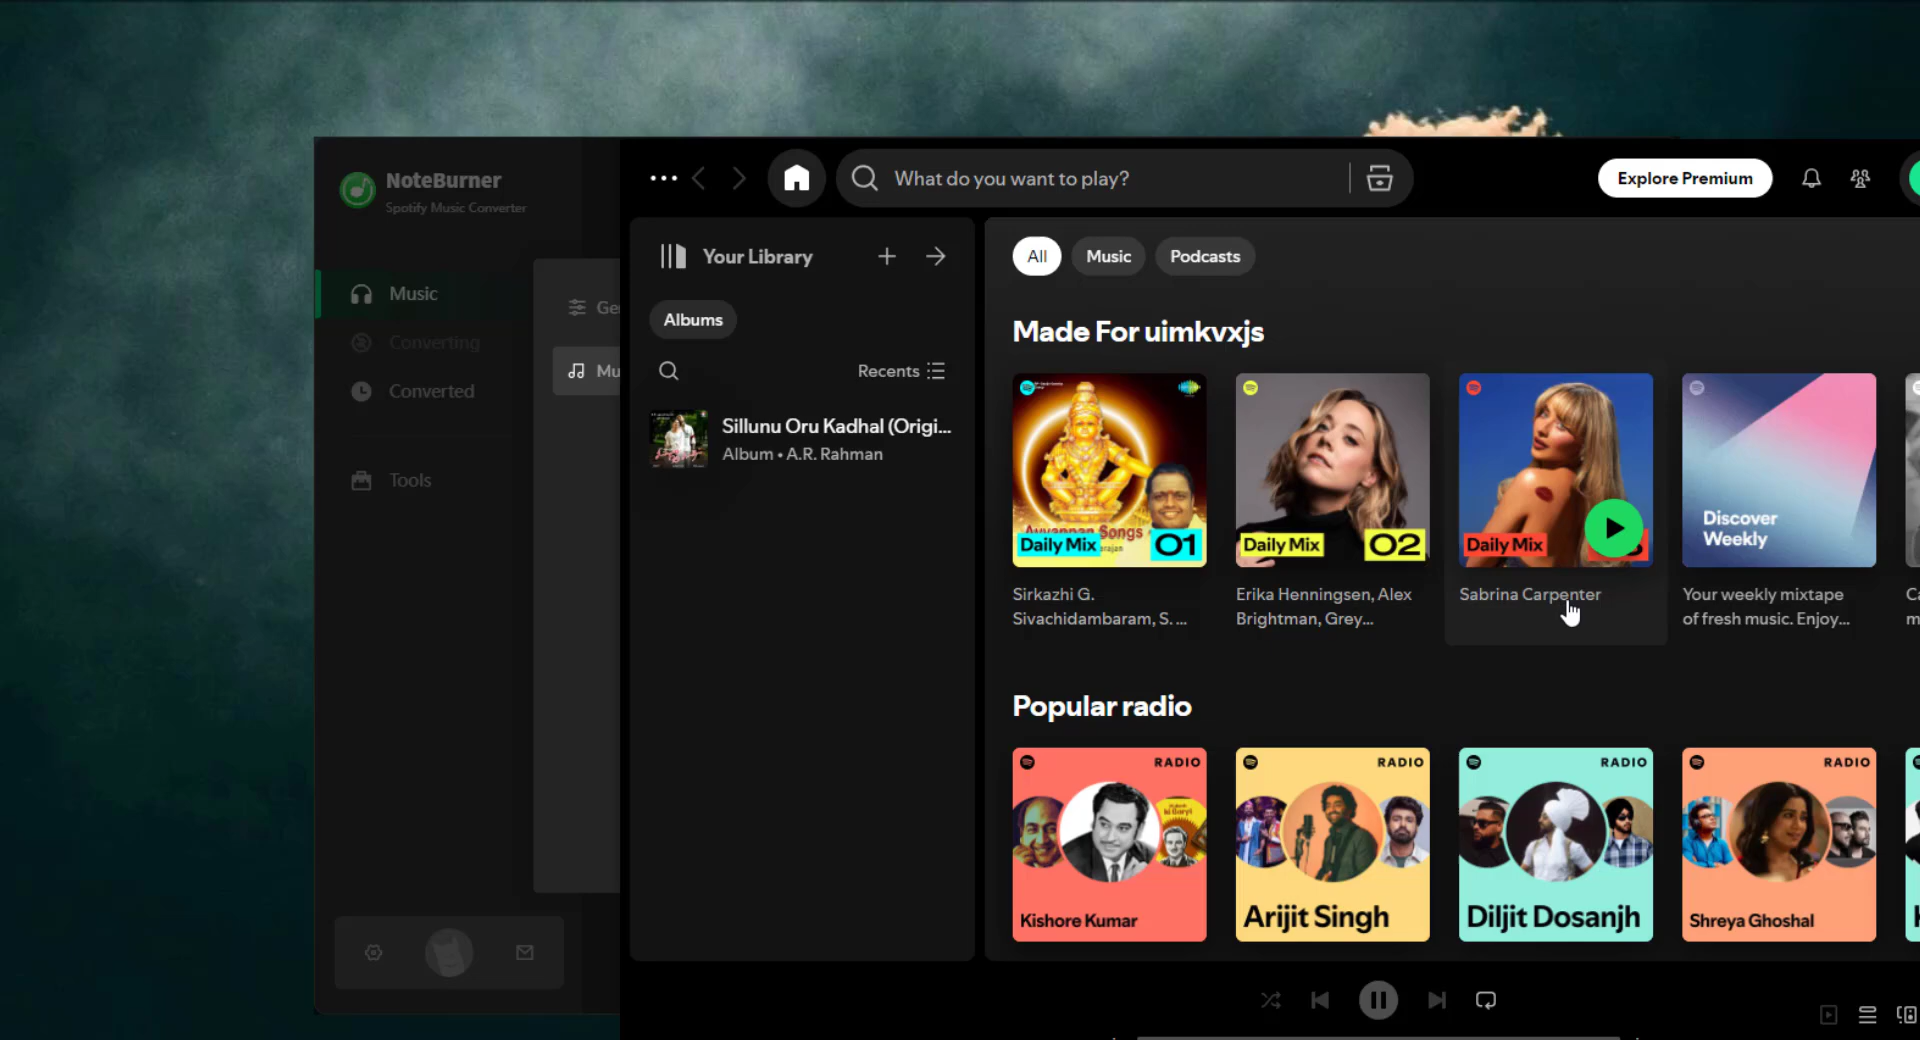 NoteBurner
Spotify Music Converter
Music
Converting
Converted
Tools
What do you want to play?
Explore Premium
Your Library
Albums
Recents
Sillunu Oru Kadhal (Origi...
Album • A.R. Rahman
All
Music
Podcasts
Made For uimkvxjs
Ayyappan Songs
Daily Mix
01
Daily Mix
02
Daily Mix
Discover
Weekly
Sirkazhi G.
Sivachidambaram, S. ...
Erika Henningsen, Alex
Brightman, Grey...
Sabrina Carpenter
Your weekly mixtape
of fresh music. Enjoy...
Popular radio
RADIO
Kishore Kumar
RADIO
Arijit Singh
RADIO
Diljit Dosanjh
RADIO
Shreya Ghoshal